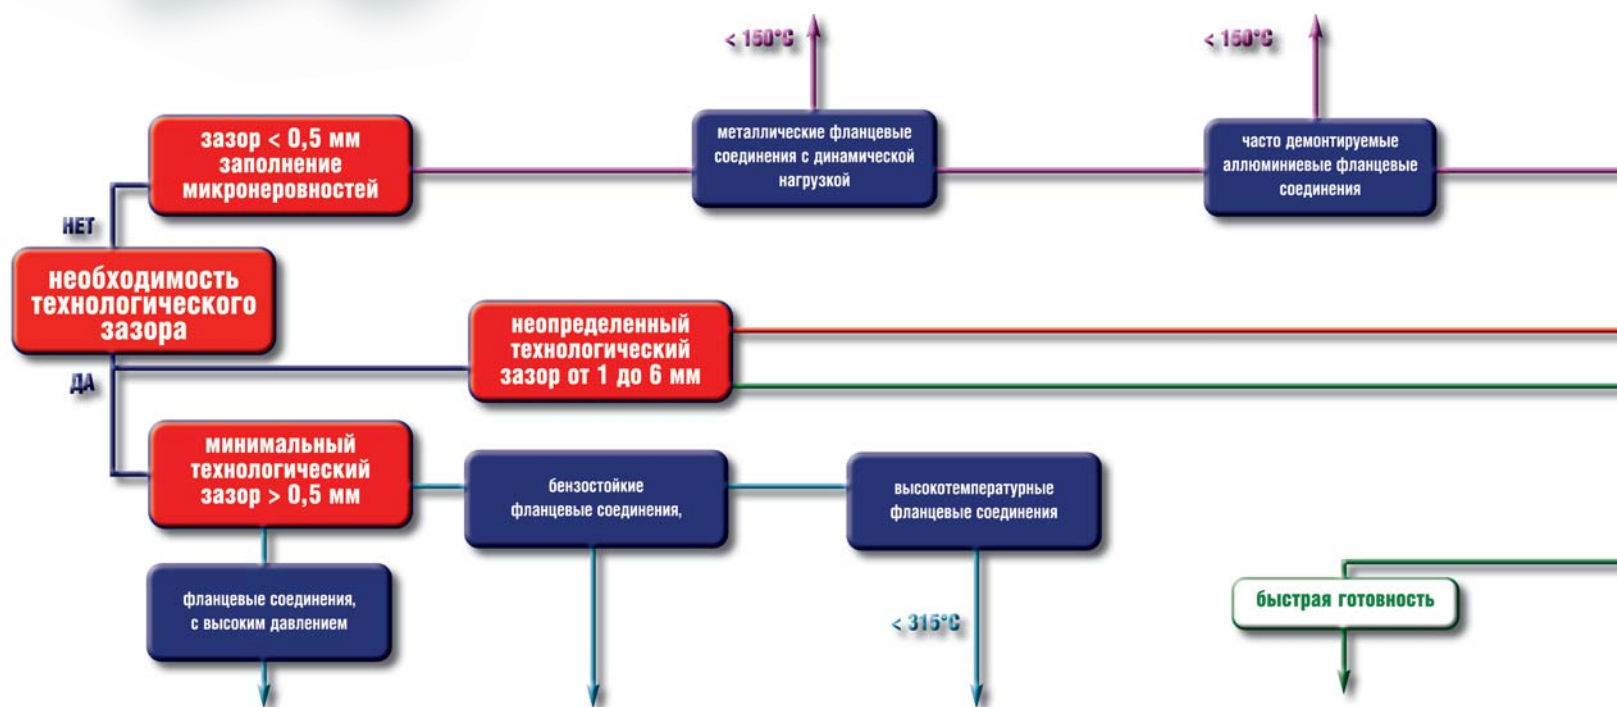 < 150°C
< 150°C
зазор < 0,5 мм
заполнение
микронеровностей
металлические фланцевые
соединения с динамической
нагрузкой
часто демонтируемые
аллюминиевые фланцевые
соединения
НЕТ
необходимость
технологического
зазора
ДА
неопределенный
технологический
зазор от 1 до 6 мм
минимальный
технологический
зазор > 0,5 мм
бензостойкие
фланцевые соединения,
высокотемпературные
фланцевые соединения
фланцевые соединения,
с высоким давлением
< 315°C
быстрая готовность